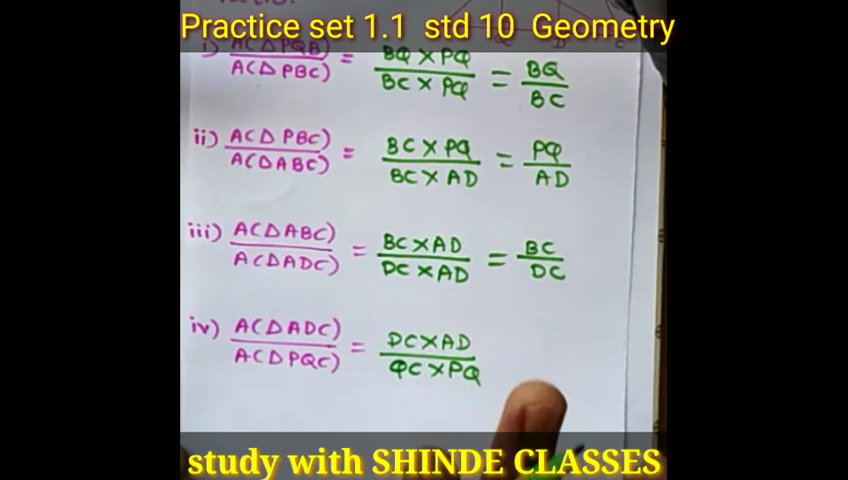 Practice set 1.1 std 10 Geometry
i) A(∆PQB)/A(∆PBC) = BQ×PQ/BC×PQ = BQ/BC
ii) A(∆PBC)/A(∆ABC) = BC×PQ/BC×AD = PQ/AD
iii) A(∆ABC)/A(∆ADC) = BC×AD/DC×AD = BC/DC
iv) A(∆ADC)/A(∆PQC) = DC×AD/QC×PQ
study with SHINDE CLASSES